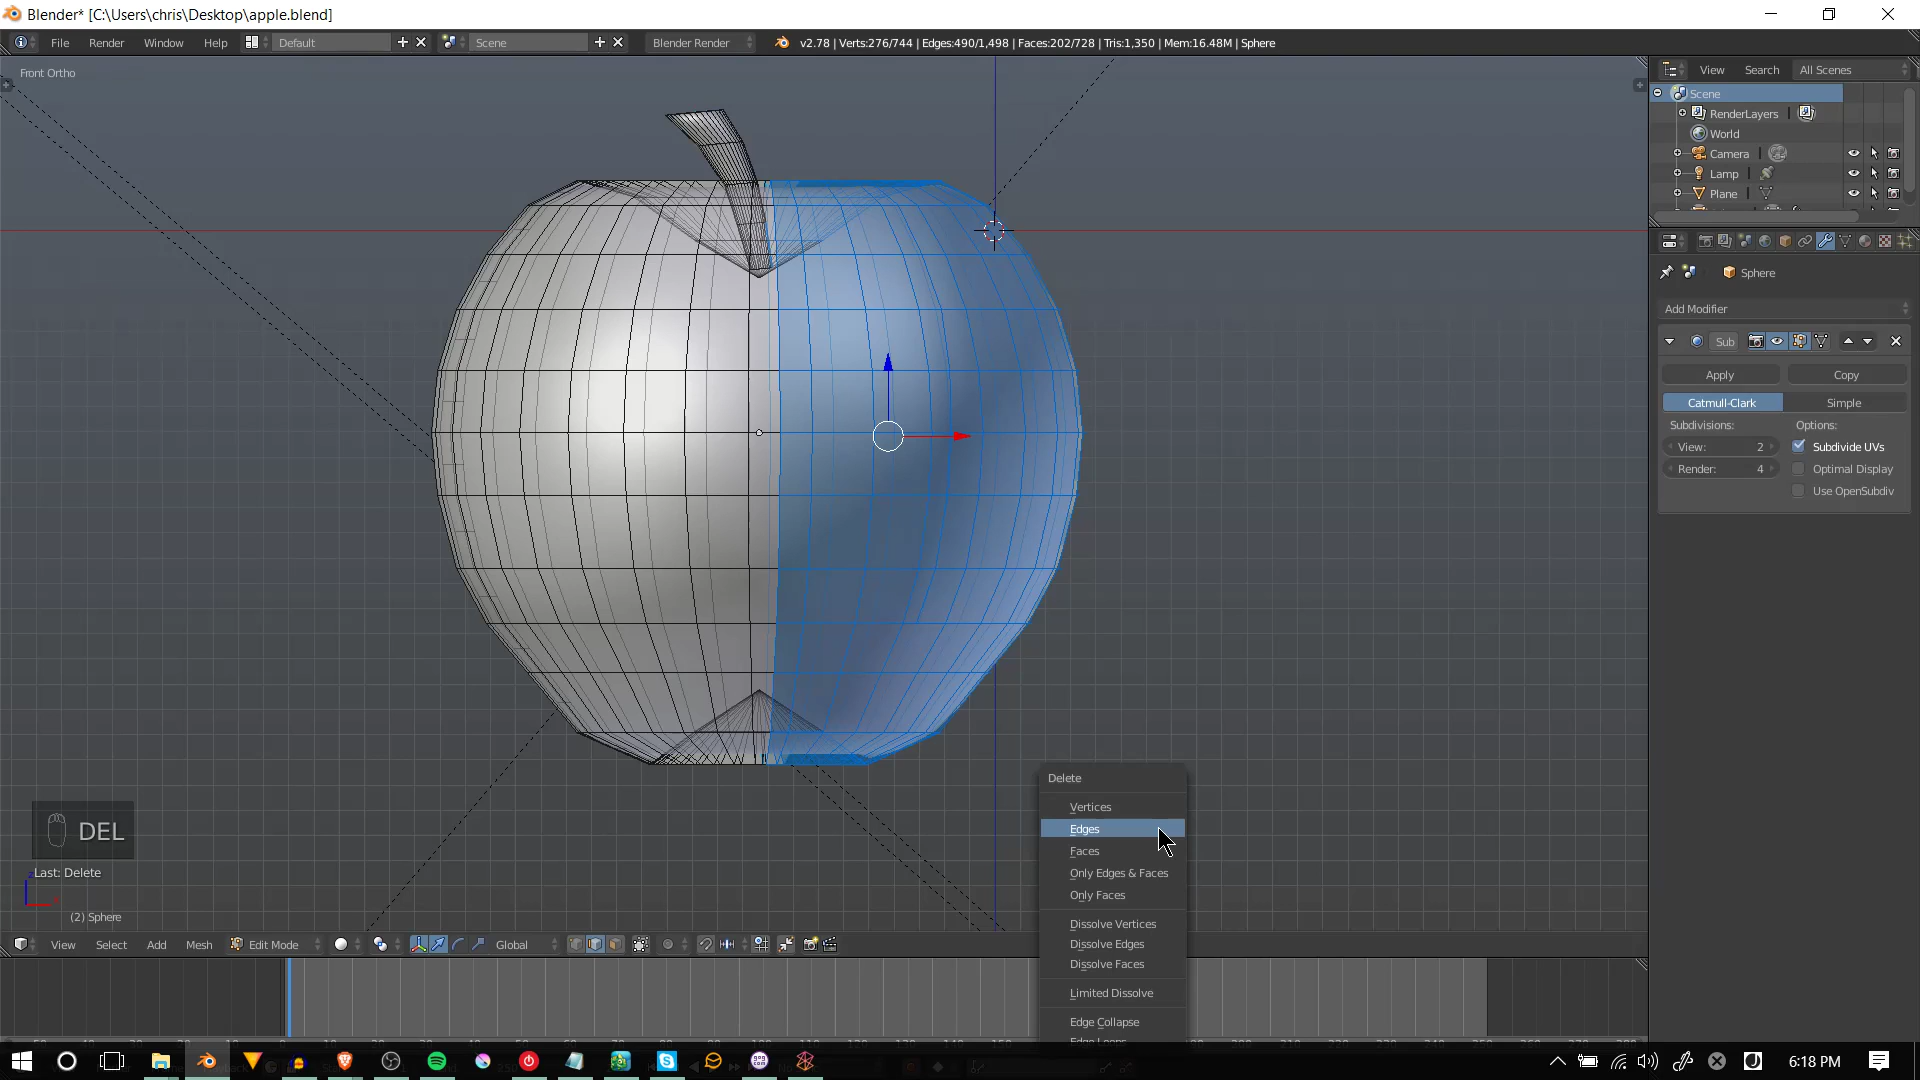 Blender* [C:\Users\chris\Desktop\apple.blend]
File Render Window Help Default Scene Blender Render v2.78 | Verts:276/744 | Edges:490/1,498 | Faces:202/728 | Tris:1,350 | Mem:16.48M | Sphere
Front Ortho
View Search All Scenes
Scene
RenderLayers
World
Camera
Lamp
Plane
Sphere
Add Modifier
Sub
Apply Copy
Catmull-Clark Simple
Subdivisions: Options:
View: 2 Subdivide UVs
Render: 4 Optimal Display
Use OpenSubdiv
Delete
Vertices
Edges
Faces
Only Edges & Faces
Only Faces
Dissolve Vertices
Dissolve Edges
Dissolve Faces
Limited Dissolve
Edge Collapse
DEL
Last: Delete
(2) Sphere
View Select Add Mesh Edit Mode Global
6:18 PM